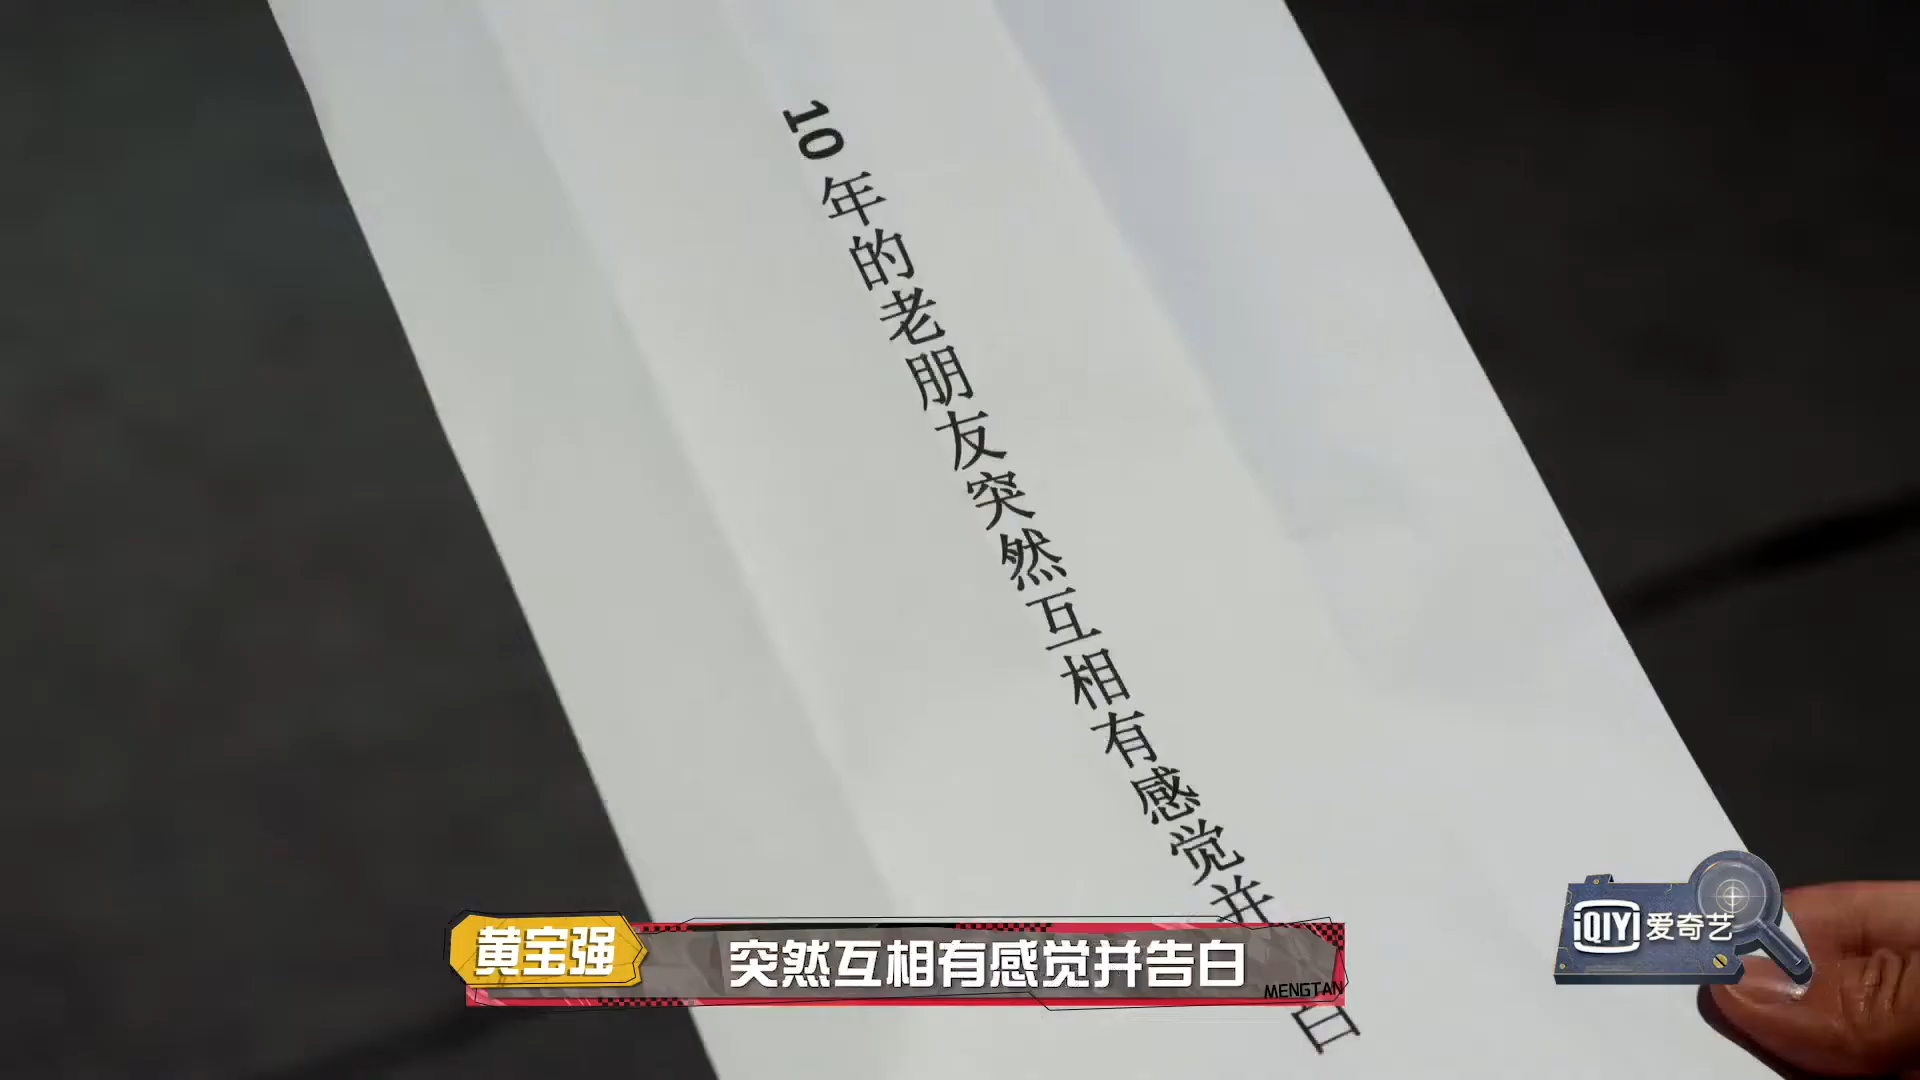 10年的老朋友突然互相有感觉并
白
黄宝强
突然互相有感觉并告白
MENGTAN
iQIYI 爱奇艺